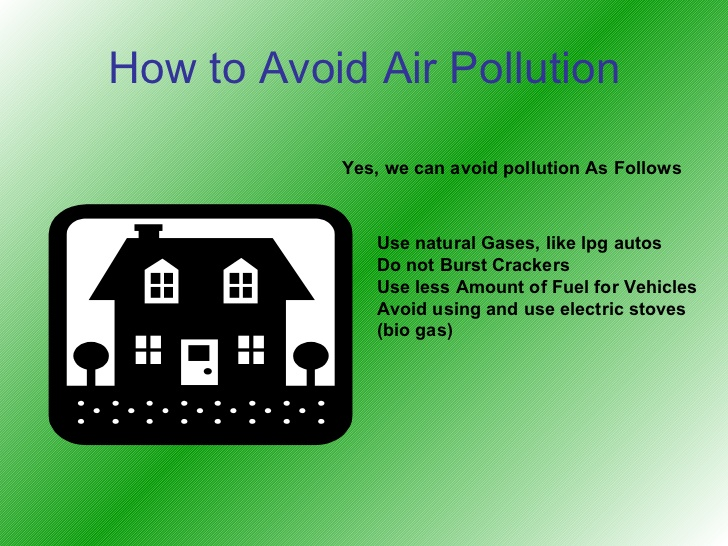 How to Avoid Air Pollution
Yes, we can avoid pollution As Follows
Use natural Gases, like lpg autos
Do not Burst Crackers
Use less Amount of Fuel for Vehicles
Avoid using and use electric stoves
(bio gas)